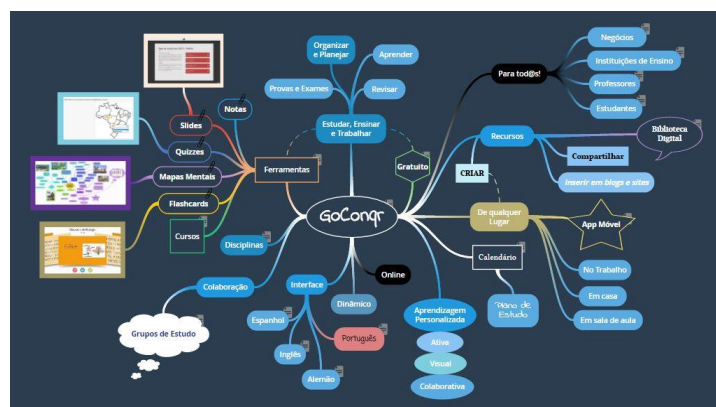 Organizar
e Planejar
Aprender
Provas e Exames
Revisar
Estudar, Ensinar
e Trabalhar
Notas
Slides
Quizzes
Mapas Mentais
Flashcards
Cursos
Ferramentas
Disciplinas
Colaboração
Grupos de Estudo
GoConqr
Gratuito
Para tod@s!
Negócios
Instituições de Ensino
Professores
Estudantes
Recursos
Biblioteca
Digital
Compartilhar
Inserir em blogs e sites
CRIAR
De qualquer
Lugar
App Móvel
No Trabalho
Em casa
Em sala de aula
Calendário
Plano de
Estudo
Online
Dinâmico
Interface
Espanhol
Inglês
Alemão
Português
Aprendizagem
Personalizada
Ativa
Visual
Colaborativa